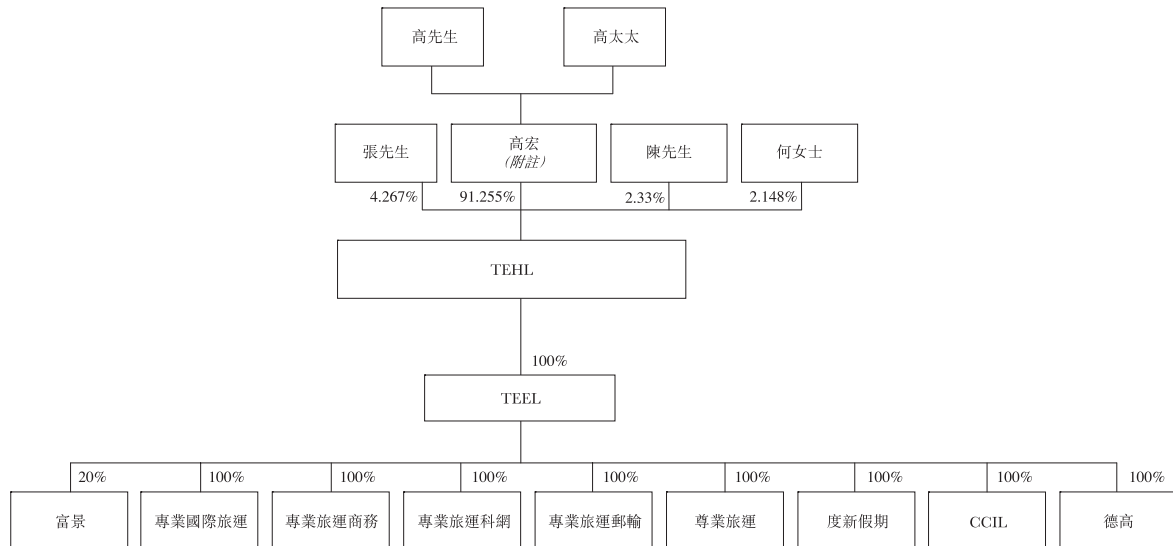 高先生
高太太
張先生
高宏
(附註)
陳先生
何女士
4.267%
91.255%
2.33%
2.148%
TEHL
100%
TEEL
20%
100%
100%
100%
100%
100%
100%
100%
100%
富景
專業國際旅運
專業旅運商務
專業旅運科網
專業旅運郵輪
尊業旅運
度新假期
CCIL
德高